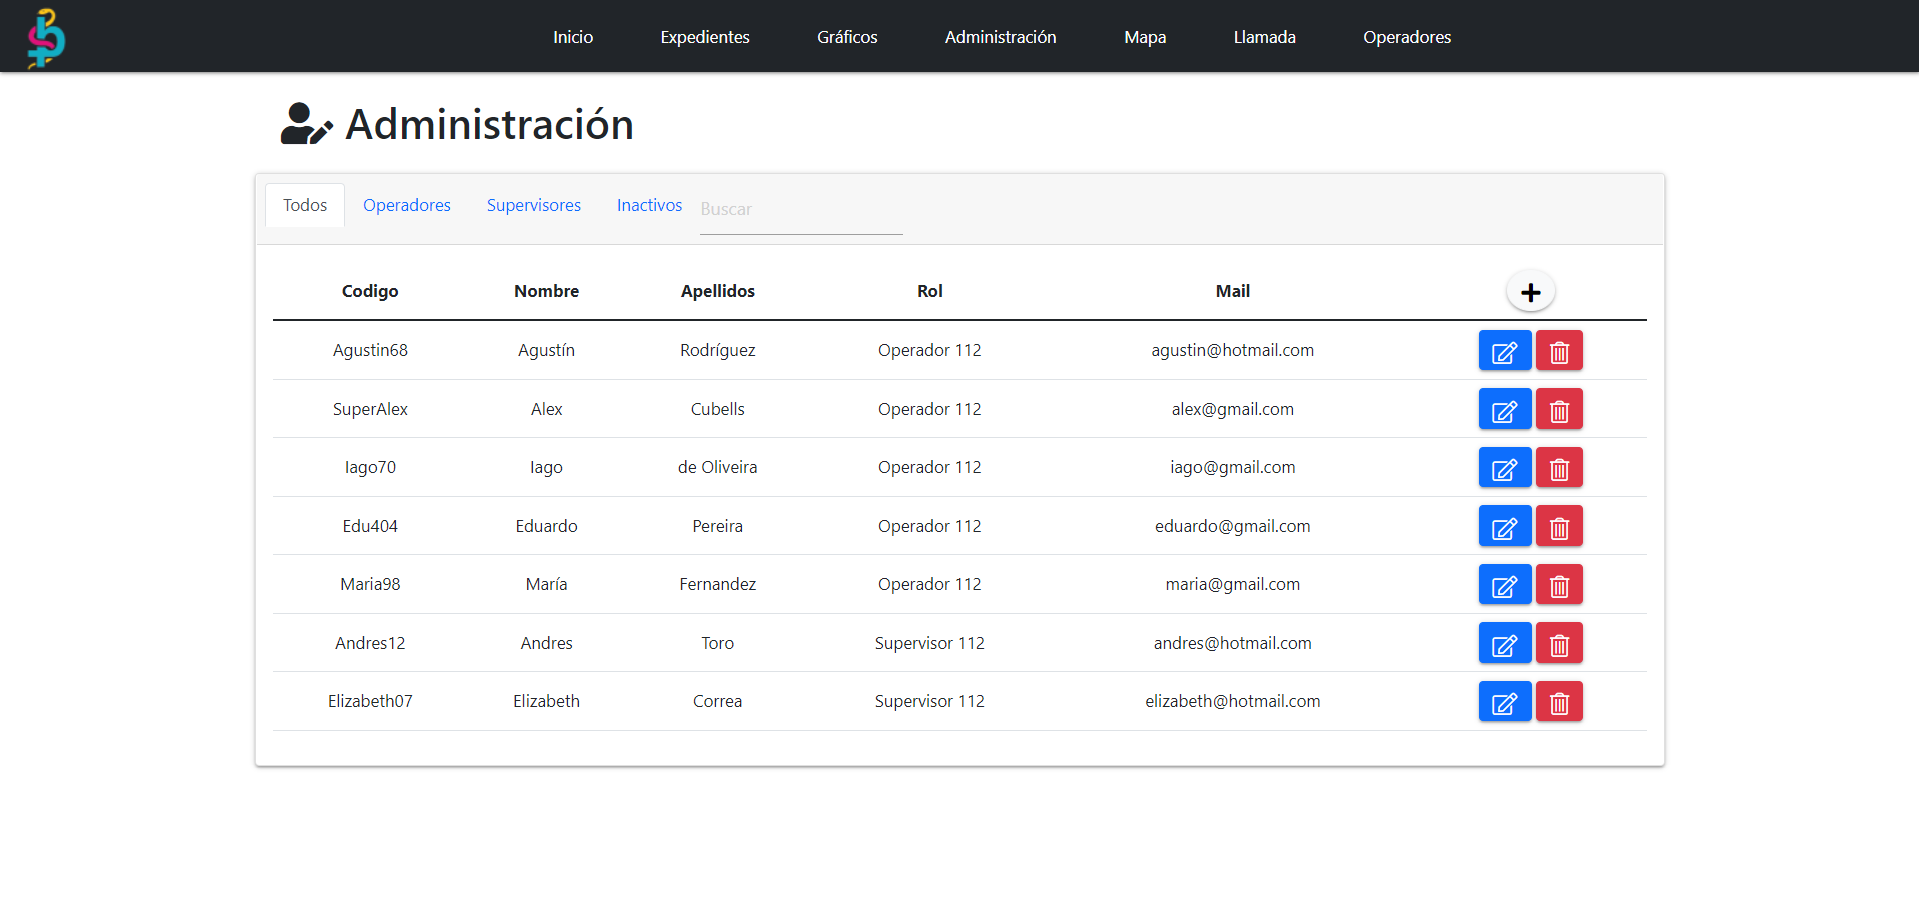 Inicio Expedientes Gráficos Administración Mapa Llamada Operadores
Administración
Todos Operadores Supervisores Inactivos Buscar
Codigo Nombre Apellidos Rol Mail
Agustin68 Agustín Rodríguez Operador 112 agustin@hotmail.com
SuperAlex Alex Cubells Operador 112 alex@gmail.com
Iago70 Iago de Oliveira Operador 112 iago@gmail.com
Edu404 Eduardo Pereira Operador 112 eduardo@gmail.com
Maria98 María Fernandez Operador 112 maria@gmail.com
Andres12 Andres Toro Supervisor 112 andres@hotmail.com
Elizabeth07 Elizabeth Correa Supervisor 112 elizabeth@hotmail.com